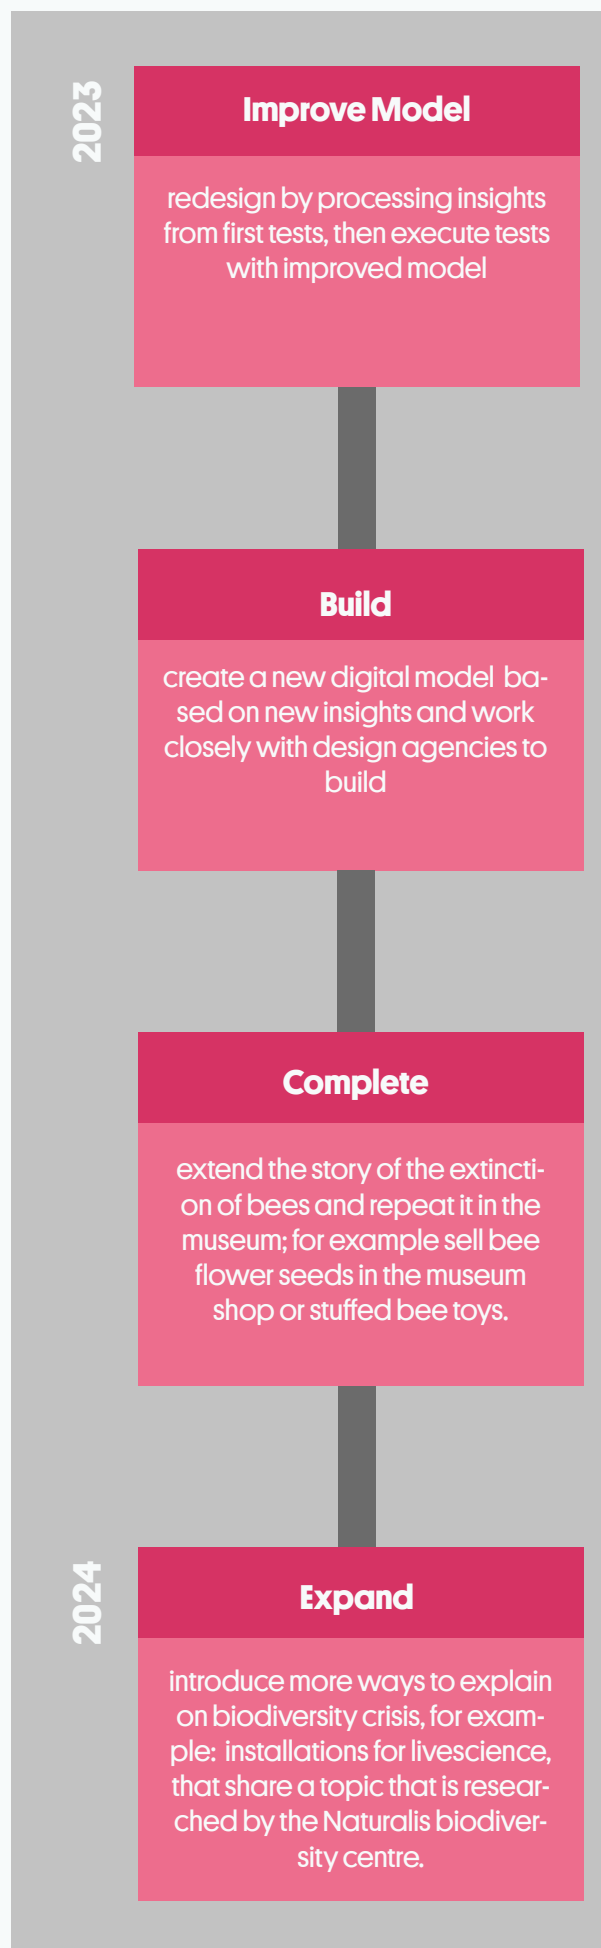 2023
Improve Model
redesign by processing insights
from first tests, then execute tests
with improved model
Build
create a new digital model  ba-
sed on new insights and work
closely with design agencies to
build
Complete
extend the story of the extincti-
on of bees and repeat it in the
museum; for example sell bee
flower seeds in the museum
shop or stuffed bee toys.
2024
Expand
introduce more ways to explain
on biodiversity crisis, for exam-
ple:  installations for livescience,
that share a topic that is resear-
ched by the Naturalis biodiver-
sity centre.